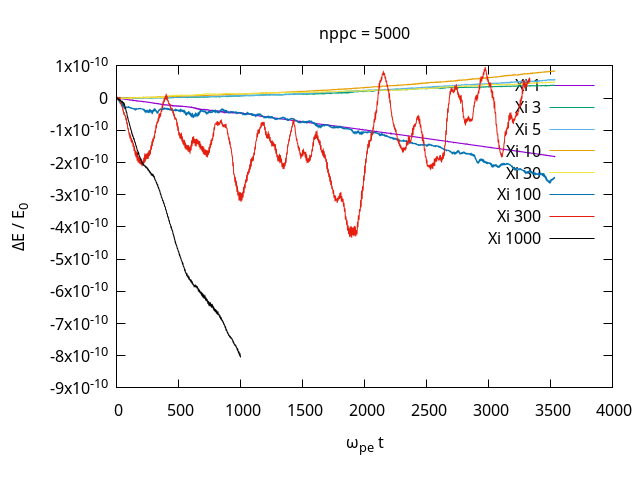 nppc = 5000
1x10^-10
0
-1x10^-10
-2x10^-10
-3x10^-10
-4x10^-10
-5x10^-10
-6x10^-10
-7x10^-10
-8x10^-10
-9x10^-10
ΔE / E_0
Xi 1
Xi 3
Xi 5
Xi 10
Xi 30
Xi 100
Xi 300
Xi 1000
0 500 1000 1500 2000 2500 3000 3500 4000
ω_pe t